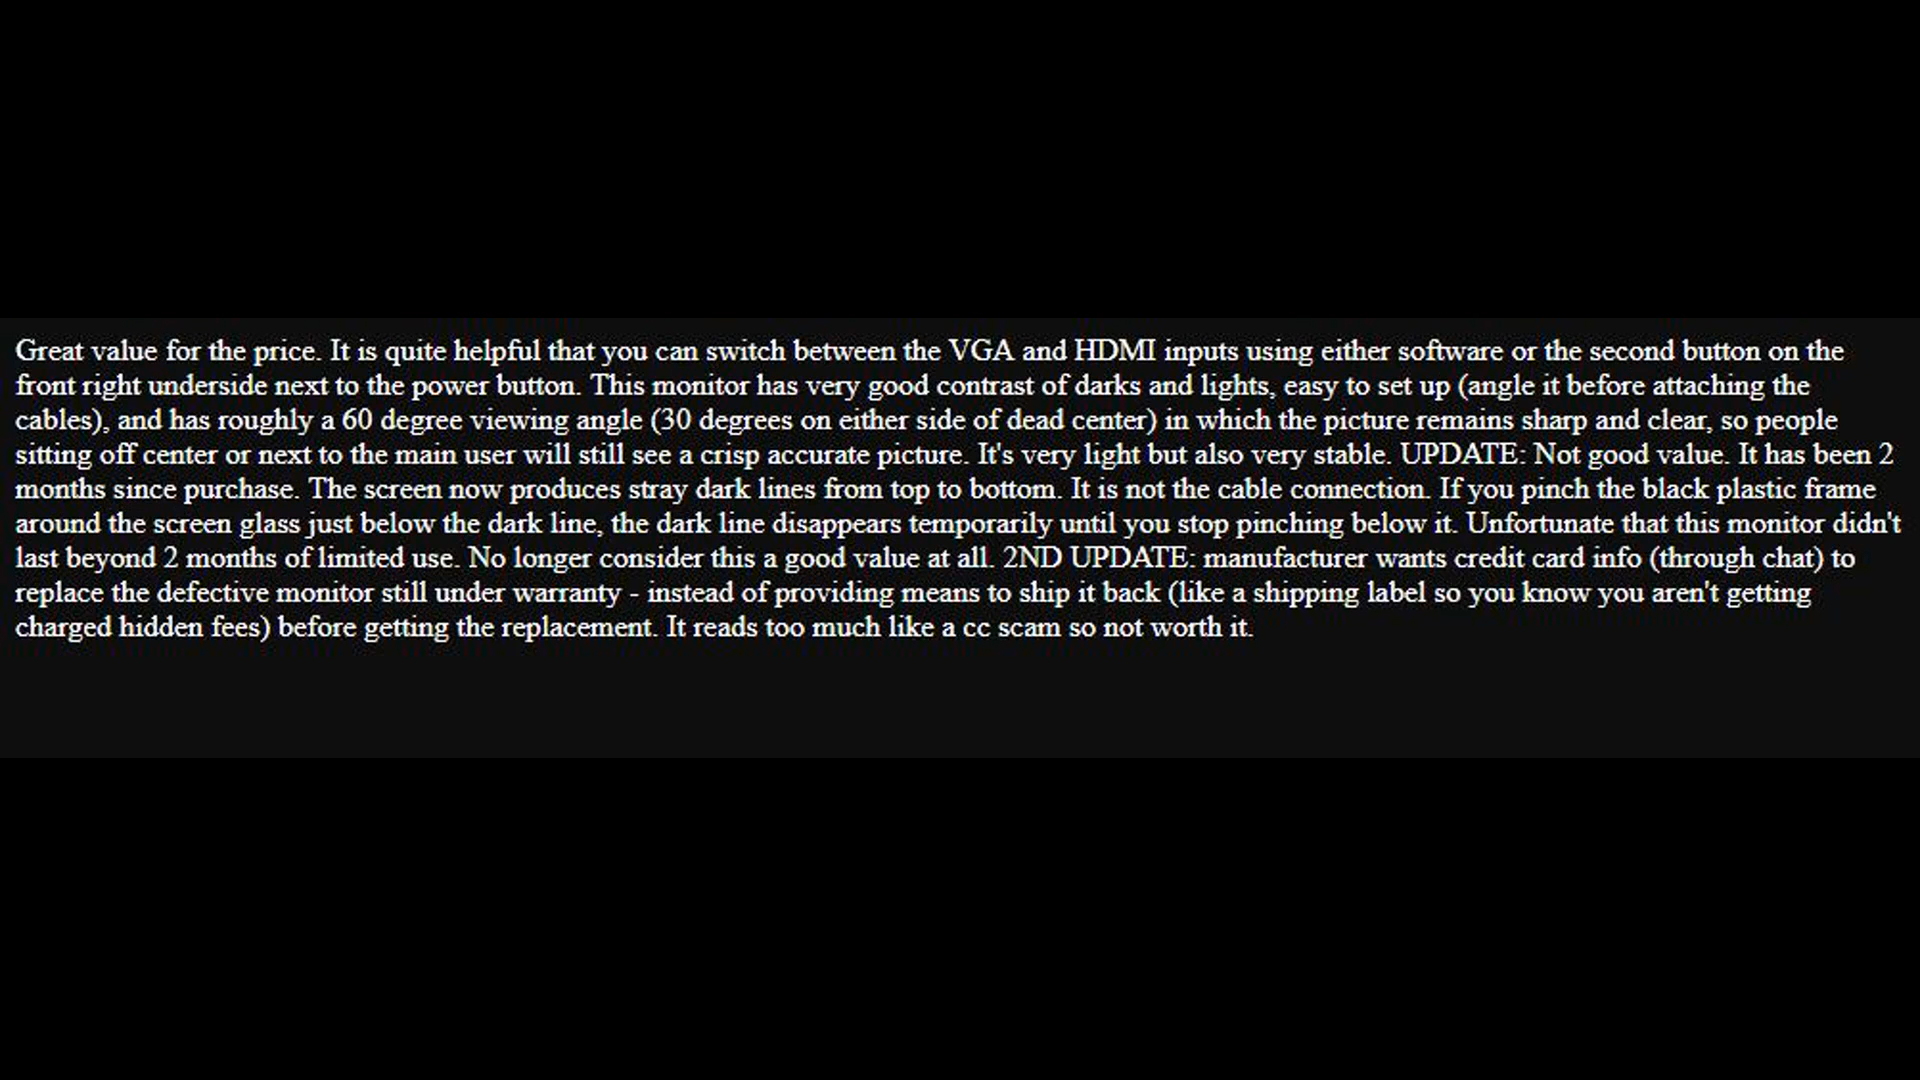 Great value for the price. It is quite helpful that you can switch between the VGA and HDMI inputs using either software or the second button on the
front right underside next to the power button. This monitor has very good contrast of darks and lights, easy to set up (angle it before attaching the
cables), and has roughly a 60 degree viewing angle (30 degrees on either side of dead center) in which the picture remains sharp and clear, so people
sitting off center or next to the main user will still see a crisp accurate picture. It's very light but also very stable. UPDATE: Not good value. It has been 2
months since purchase. The screen now produces stray dark lines from top to bottom. It is not the cable connection. If you pinch the black plastic frame
around the screen glass just below the dark line, the dark line disappears temporarily until you stop pinching below it. Unfortunate that this monitor didn't
last beyond 2 months of limited use. No longer consider this a good value at all. 2ND UPDATE: manufacturer wants credit card info (through chat) to
replace the defective monitor still under warranty - instead of providing means to ship it back (like a shipping label so you know you aren't getting
charged hidden fees) before getting the replacement. It reads too much like a cc scam so not worth it.